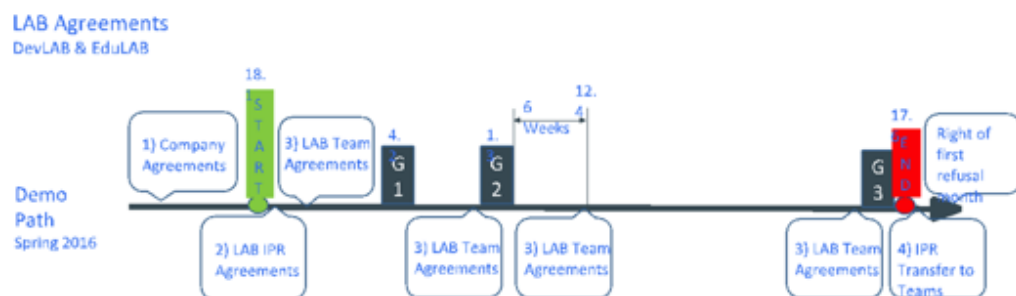 LAB Agreements
DevLAB & EduLAB
18.
START
1) Company
Agreements
3) LAB Team
Agreements
4.
G
1
1.
G
2
6
Weeks
12.
4
17.
END
G
3
Right of
first
refusal
month
Demo
Path
Spring 2016
2) LAB IPR
Agreements
3) LAB Team
Agreements
3) LAB Team
Agreements
3) LAB Team
Agreements
4) IPR
Transfer to
Teams